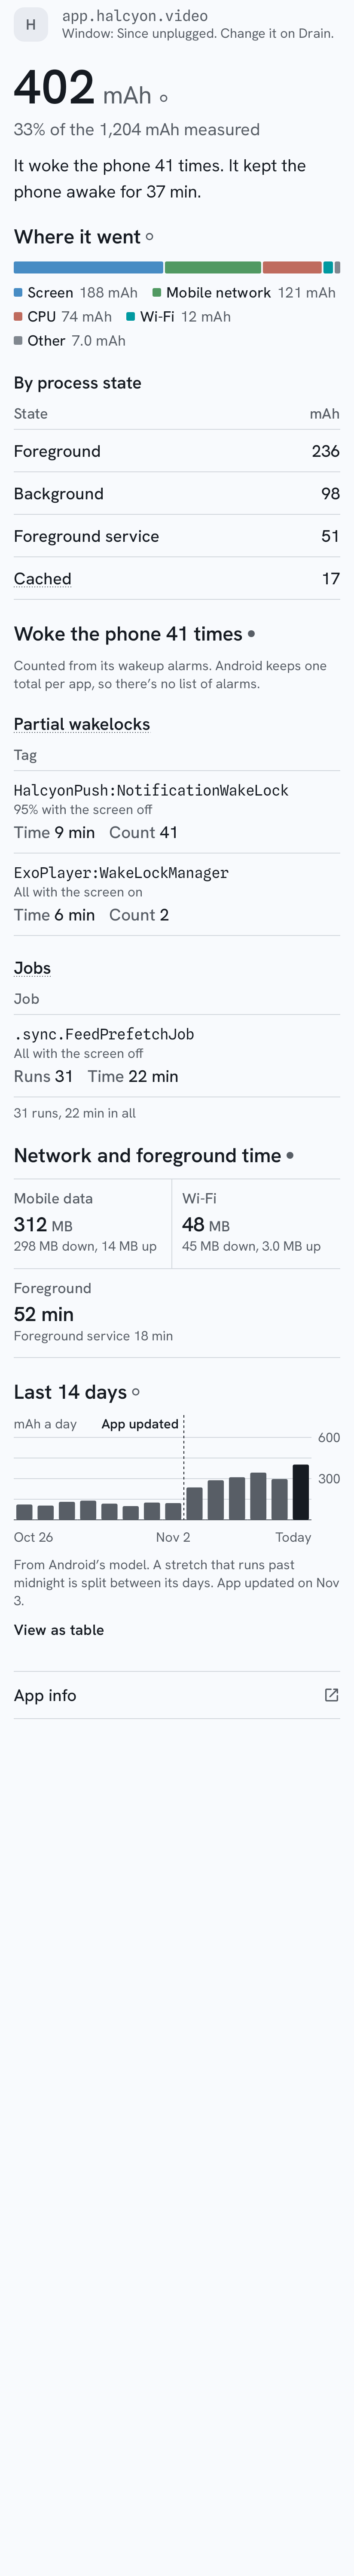 H
app.halcyon.video
Window: Since unplugged. Change it on Drain.
402 mAh
33% of the 1,204 mAh measured
It woke the phone 41 times. It kept the
phone awake for 37 min.
Where it went
Screen 188 mAh Mobile network 121 mAh
CPU 74 mAh Wi-Fi 12 mAh
Other 7.0 mAh
By process state
State mAh
Foreground 236
Background 98
Foreground service 51
Cached 17
Woke the phone 41 times
Counted from its wakeup alarms. Android keeps one
total per app, so there’s no list of alarms.
Partial wakelocks
Tag
HalcyonPush:NotificationWakeLock
95% with the screen off
Time 9 min Count 41
ExoPlayer:WakeLockManager
All with the screen on
Time 6 min Count 2
Jobs
Job
.sync.FeedPrefetchJob
All with the screen off
Runs 31 Time 22 min
31 runs, 22 min in all
Network and foreground time
Mobile data
312 MB
298 MB down, 14 MB up
Wi-Fi
48 MB
45 MB down, 3.0 MB up
Foreground
52 min
Foreground service 18 min
Last 14 days
mAh a day App updated
600
300
Oct 26 Nov 2 Today
From Android’s model. A stretch that runs past
midnight is split between its days. App updated on Nov
3.
View as table
App info